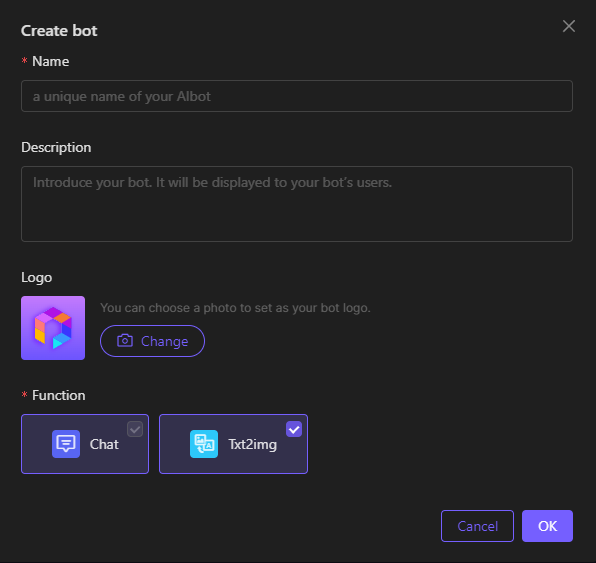 Create bot
* Name
a unique name of your AIbot
Description
Introduce your bot. It will be displayed to your bot's users.
Logo
You can choose a photo to set as your bot logo.
Change
* Function
Chat
Txt2img
Cancel
OK